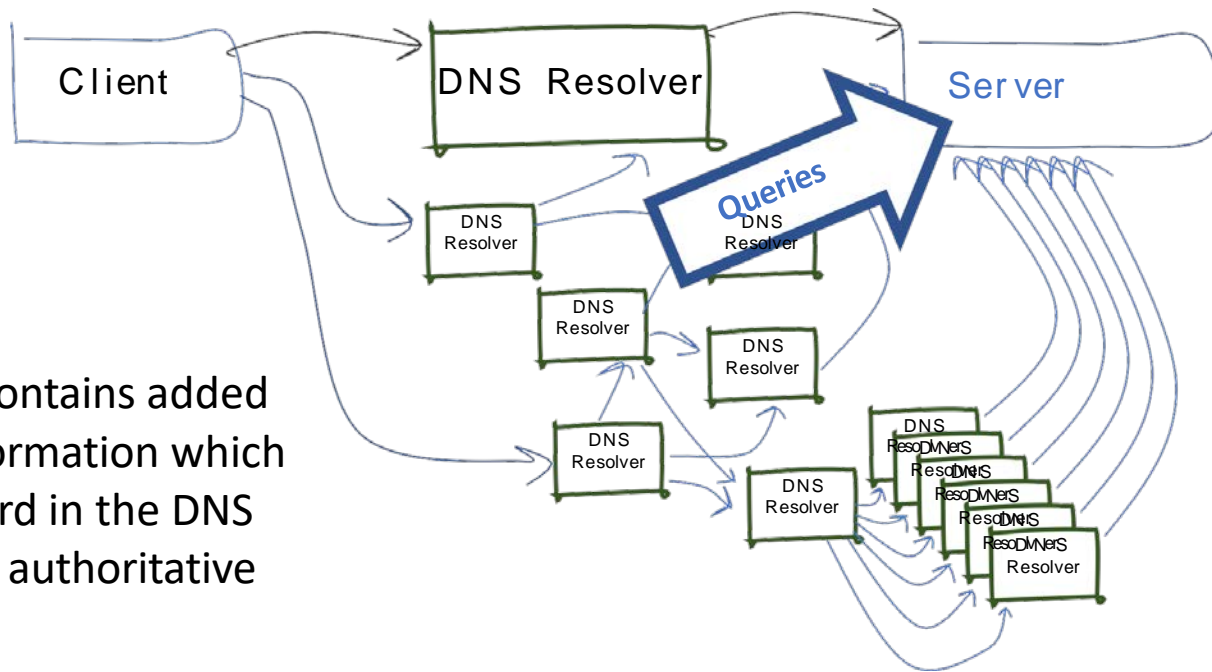 Client
DNS Resolver
Server
Queries
DNS
Resolver
DNS
Resolver
DNS
Resolver
DNS
Resolver
DNS
Resolver
DNS
Resolver
DNS
Resolver
ontains added
ormation which
rd in the DNS
authoritative